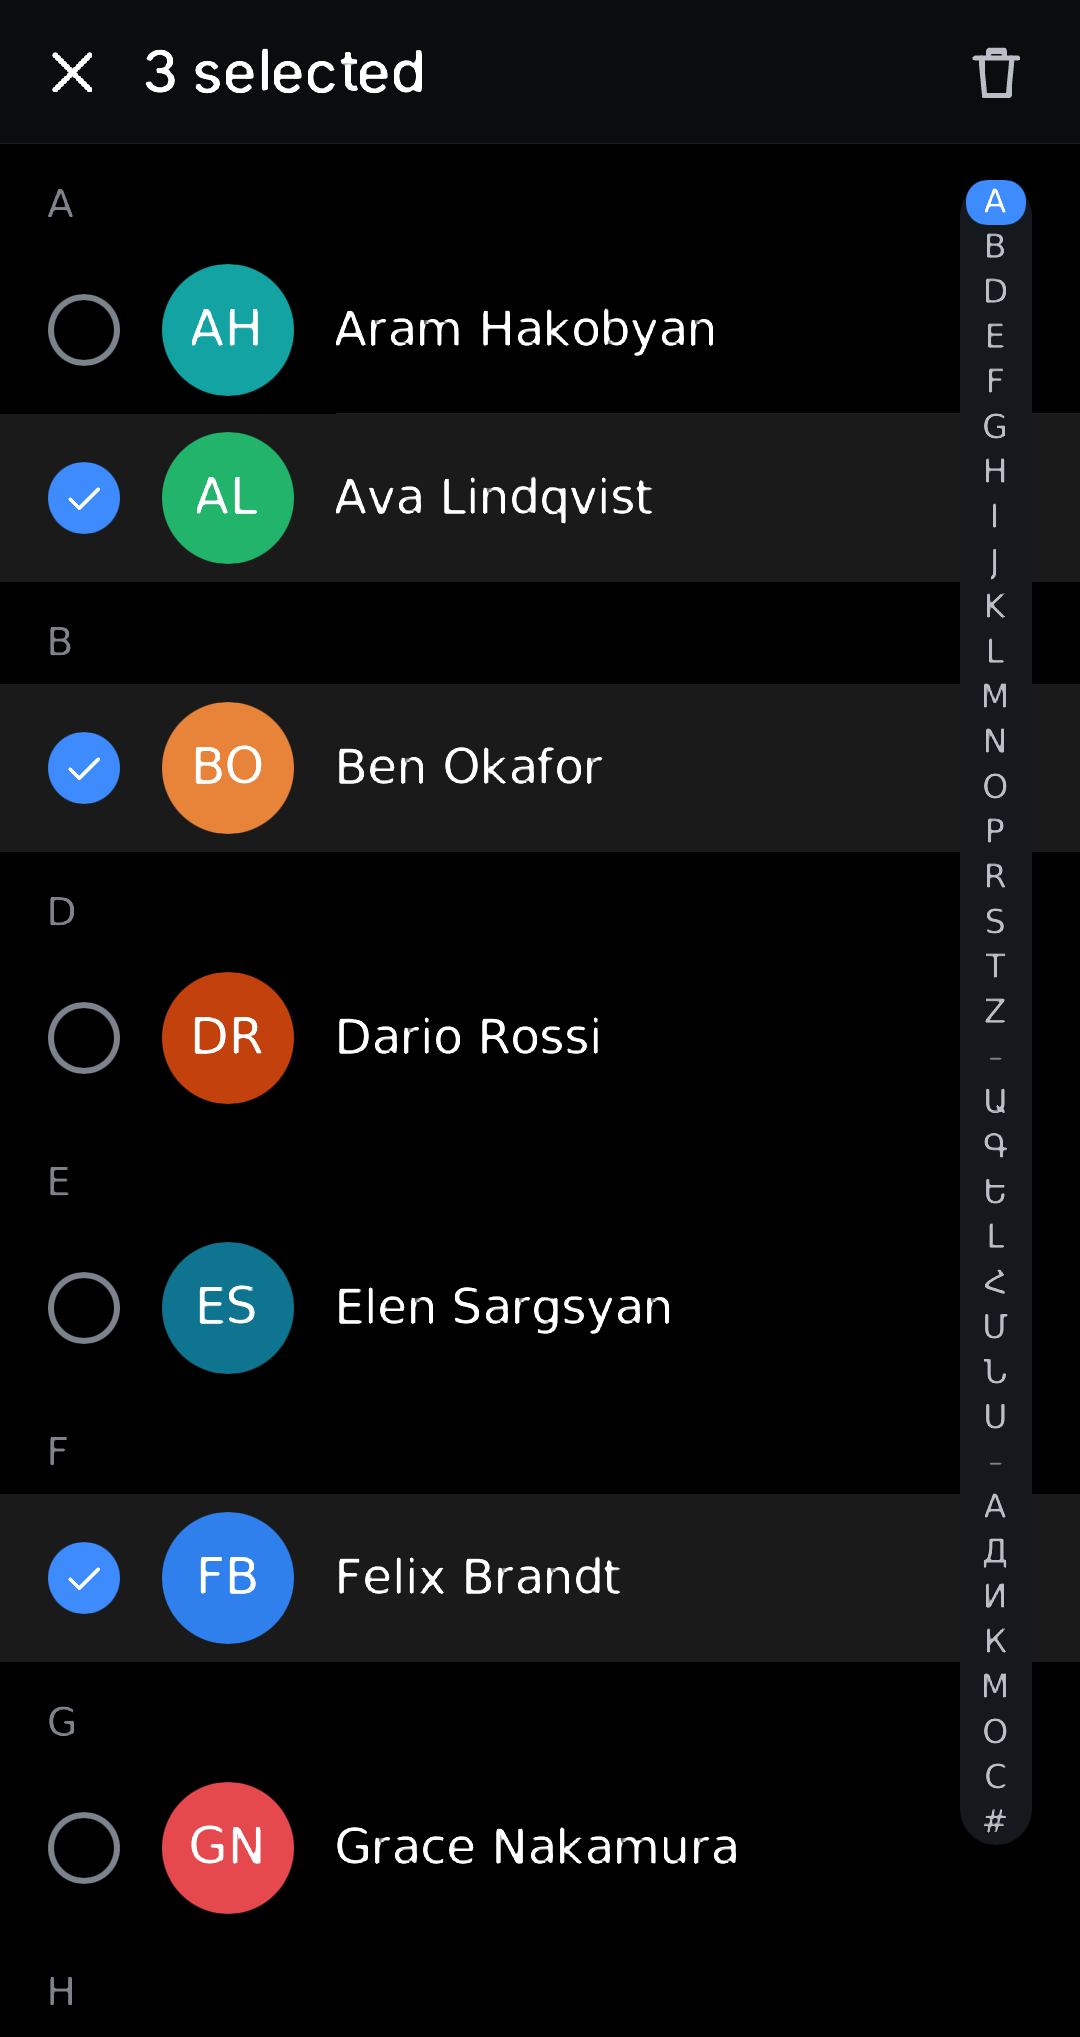 3 selected
A
AH Aram Hakobyan
AL Ava Lindqvist
B
BO Ben Okafor
D
DR Dario Rossi
E
ES Elen Sargsyan
F
FB Felix Brandt
G
GN Grace Nakamura
H
A
B
D
E
F
G
H
I
J
K
L
M
N
O
P
R
S
T
Z
–
Ա
Գ
Ե
Լ
Հ
Մ
Ն
Ս
–
А
Д
И
К
М
О
С
#